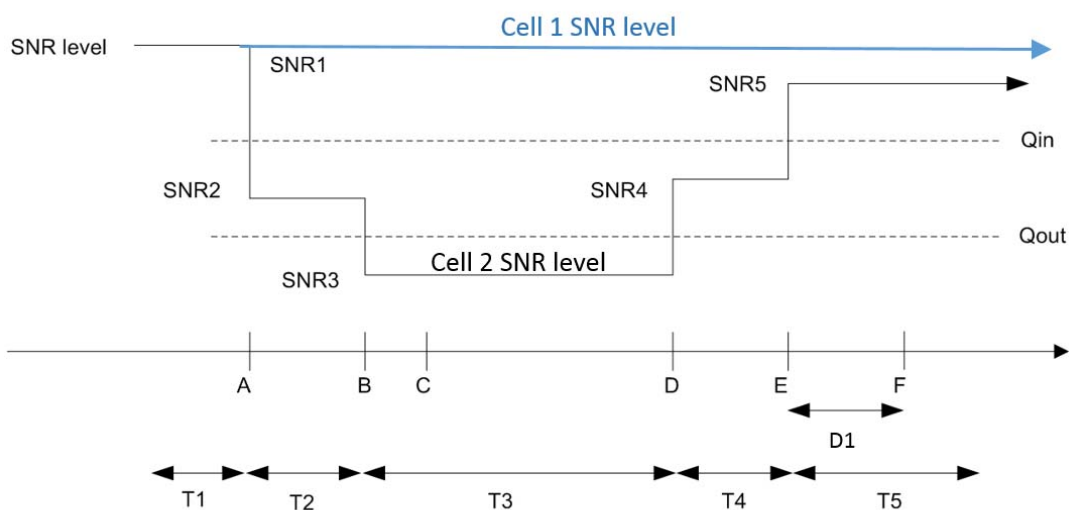 Cell 1 SNR level
SNR level
SNR1
SNR5
Qin
SNR2
SNR4
Qout
Cell 2 SNR level
SNR3
A B C D E F
D1
T1 T2 T3 T4 T5